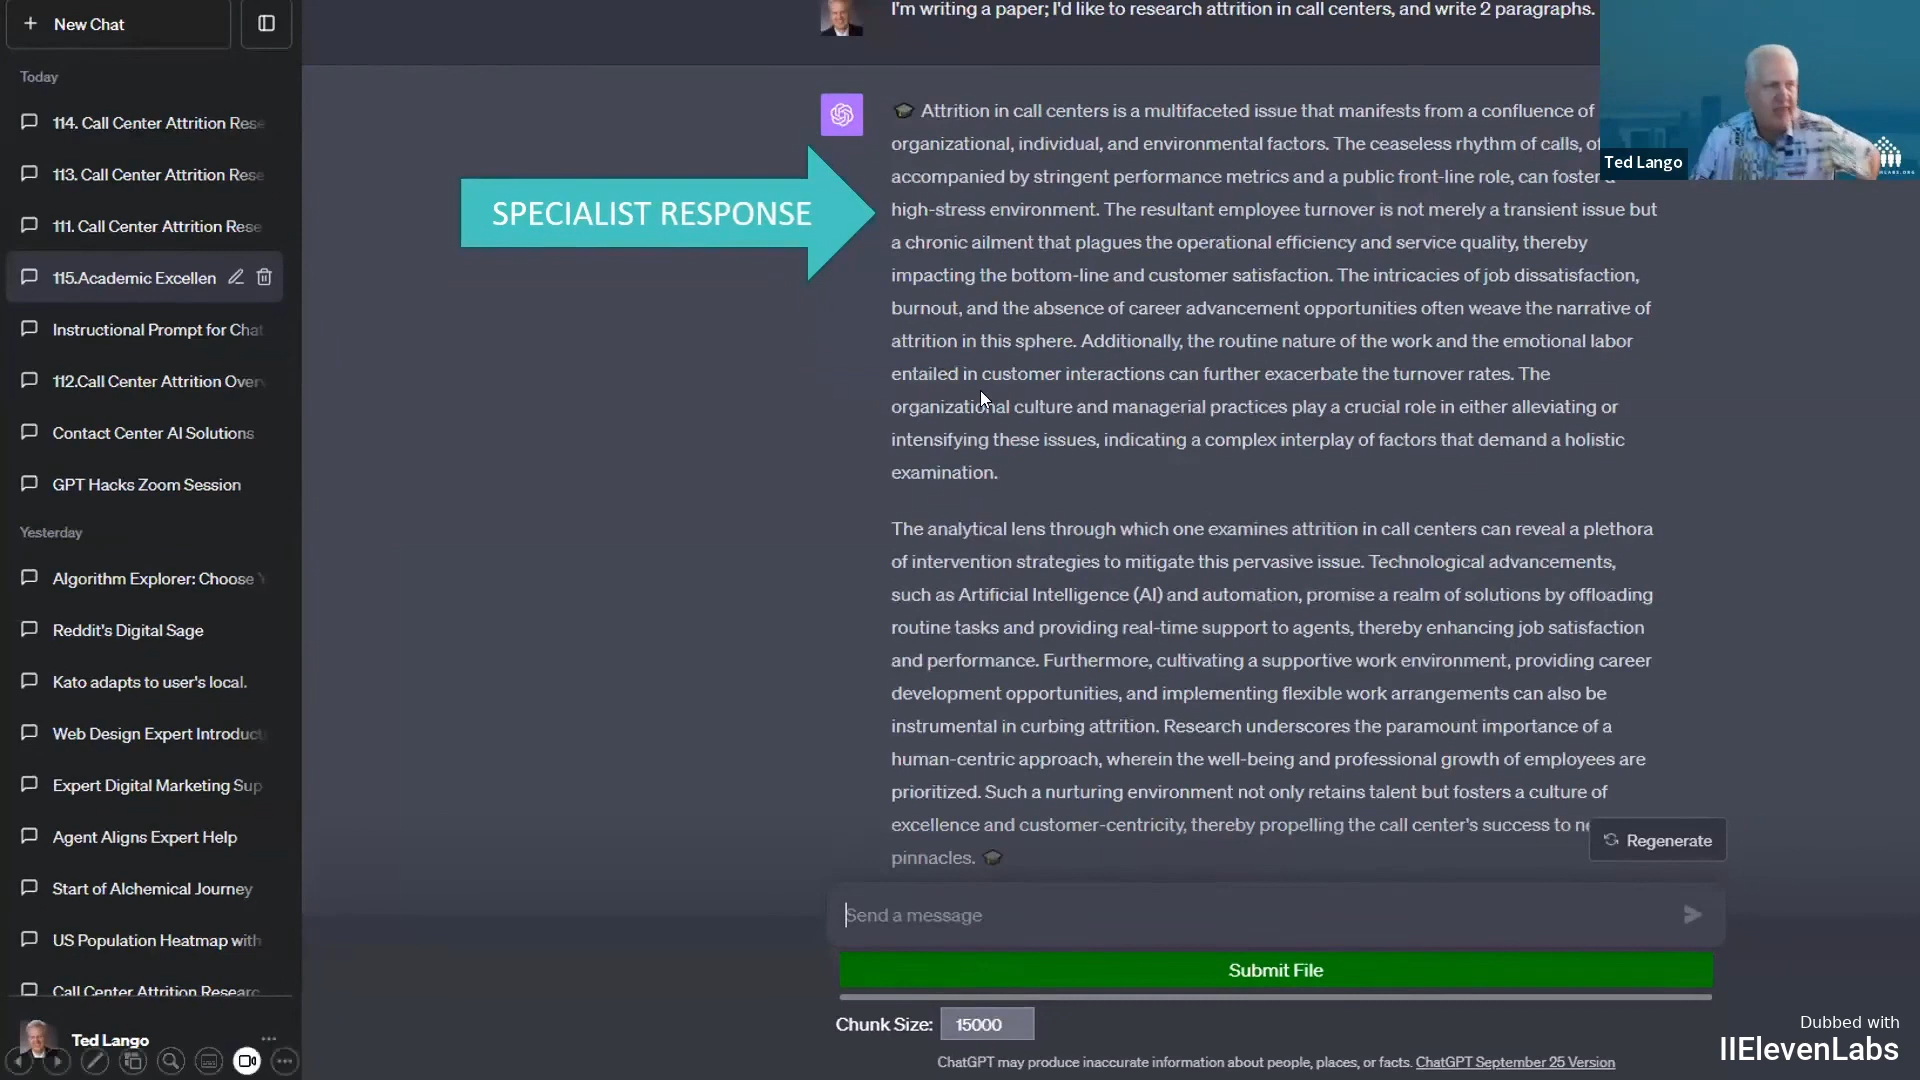 New Chat
Today
114. Call Center Attrition Rese
113. Call Center Attrition Rese
111. Call Center Attrition Rese
115.Academic Excellen
Instructional Prompt for Chat
112.Call Center Attrition Over
Contact Center AI Solutions
GPT Hacks Zoom Session
Yesterday
Algorithm Explorer: Choose Y
Reddit's Digital Sage
Kato adapts to user's local.
Web Design Expert Introduct
Expert Digital Marketing Sup
Agent Aligns Expert Help
Start of Alchemical Journey
US Population Heatmap with
Call Center Attrition Researc
Ted Lango
I'm writing a paper; I'd like to research attrition in call centers, and write 2 paragraphs.
SPECIALIST RESPONSE
🎓 Attrition in call centers is a multifaceted issue that manifests from a confluence of
organizational, individual, and environmental factors. The ceaseless rhythm of calls,
accompanied by stringent performance metrics and a public front-line role, can foster a
high-stress environment. The resultant employee turnover is not merely a transient issue but
a chronic ailment that plagues the operational efficiency and service quality, thereby
impacting the bottom-line and customer satisfaction. The intricacies of job dissatisfaction,
burnout, and the absence of career advancement opportunities often weave the narrative of
attrition in this sphere. Additionally, the routine nature of the work and the emotional labor
entailed in customer interactions can further exacerbate the turnover rates. The
organizational culture and managerial practices play a crucial role in either alleviating or
intensifying these issues, indicating a complex interplay of factors that demand a holistic
examination.
The analytical lens through which one examines attrition in call centers can reveal a plethora
of intervention strategies to mitigate this pervasive issue. Technological advancements,
such as Artificial Intelligence (AI) and automation, promise a realm of solutions by offloading
routine tasks and providing real-time support to agents, thereby enhancing job satisfaction
and performance. Furthermore, cultivating a supportive work environment, providing career
development opportunities, and implementing flexible work arrangements can also be
instrumental in curbing attrition. Research underscores the paramount importance of a
human-centric approach, wherein the well-being and professional growth of employees are
prioritized. Such a nurturing environment not only retains talent but fosters a culture of
excellence and customer-centricity, thereby propelling the call center's success to
pinnacles. 🎓
Regenerate
Send a message
Submit File
Chunk Size: 15000
ChatGPT may produce inaccurate information about people, places, or facts. ChatGPT September 25 Version
Ted Lango
Dubbed with
IIElevenLabs